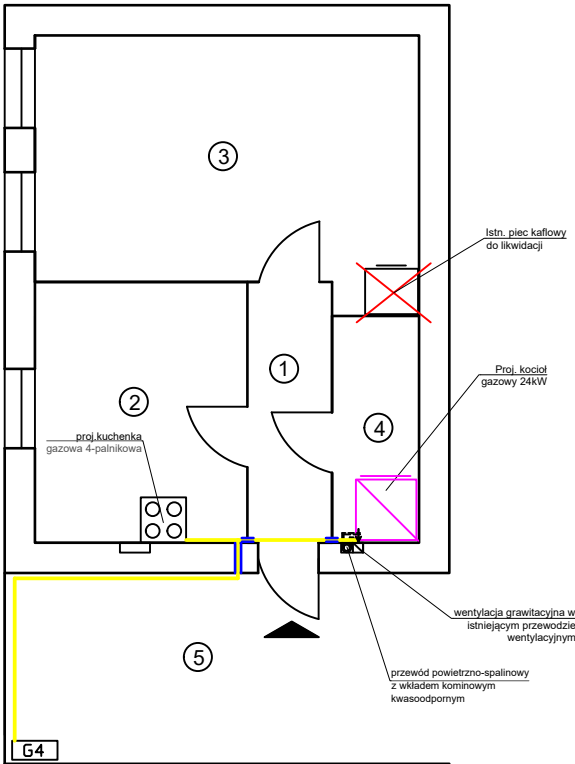 3
Istn. piec kaflowy
do likwidacji
1
Proj. kocioł
gazowy 24kW
2
4
proj.kuchenka
gazowa 4-palnikowa
wentylacja grawitacyjna w
istniejącym przewodzie
wentylacyjnym
5
przewód powietrzno-spalinowy
z wkładem kominowym
kwasoodpornym
G4